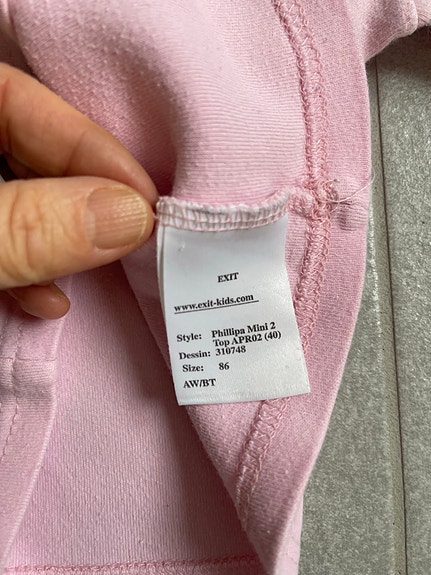 EXIT
www.exit-kids.com
Style: Phillipa Mini 2
Top APR02 (40)
Dessin: 310748
Size: 86
AW/BT